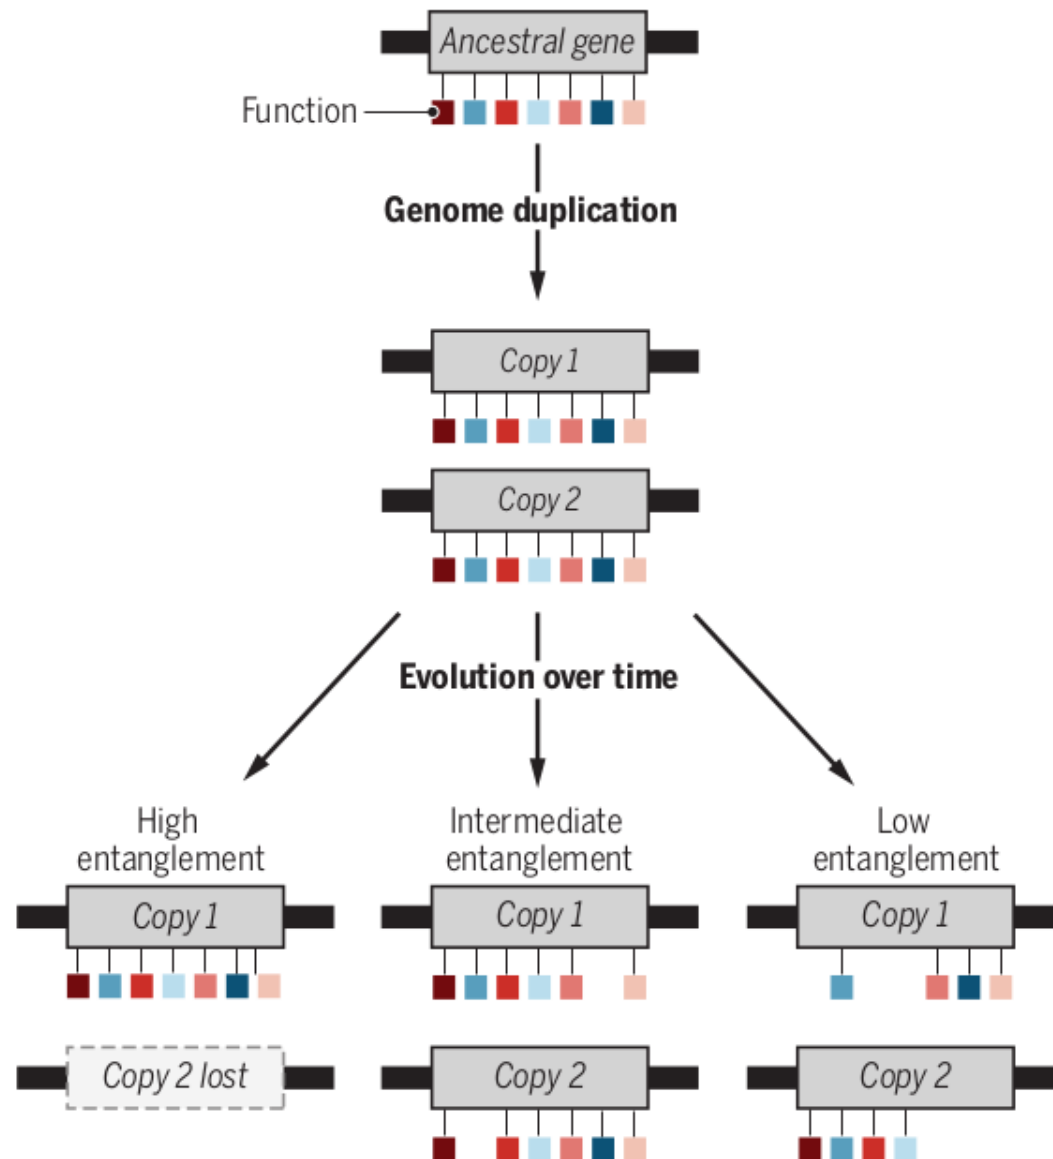 Ancestral gene
Function
Genome duplication
Copy 1
Copy 2
Evolution over time
High
entanglement
Intermediate
entanglement
Low
entanglement
Copy 1
Copy 1
Copy 1
Copy 2 lost
Copy 2
Copy 2